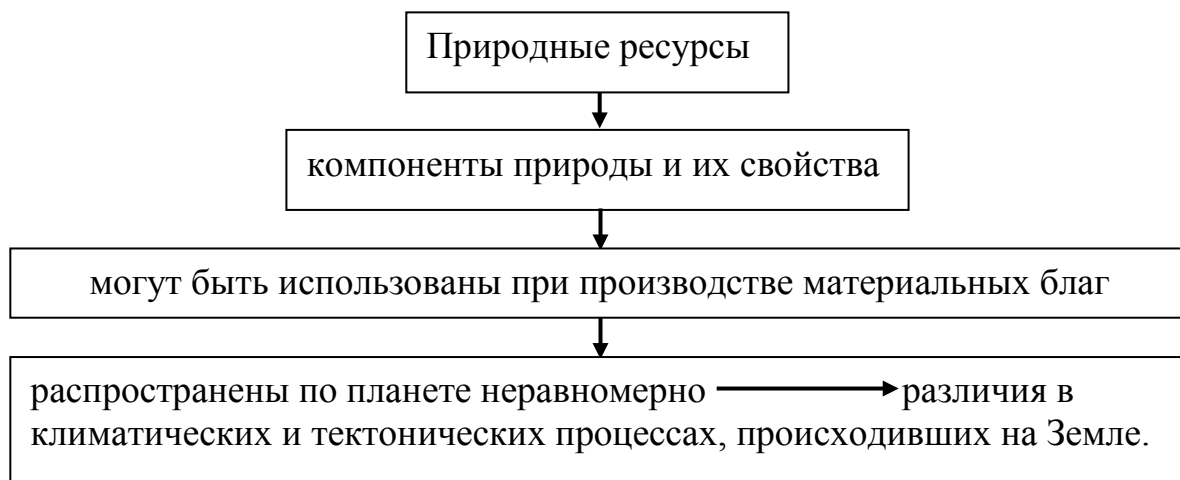 Природные ресурсы
компоненты природы и их свойства
могут быть использованы при производстве материальных благ
распространены по планете неравномерно различия в
климатических и тектонических процессах, происходивших на Земле.